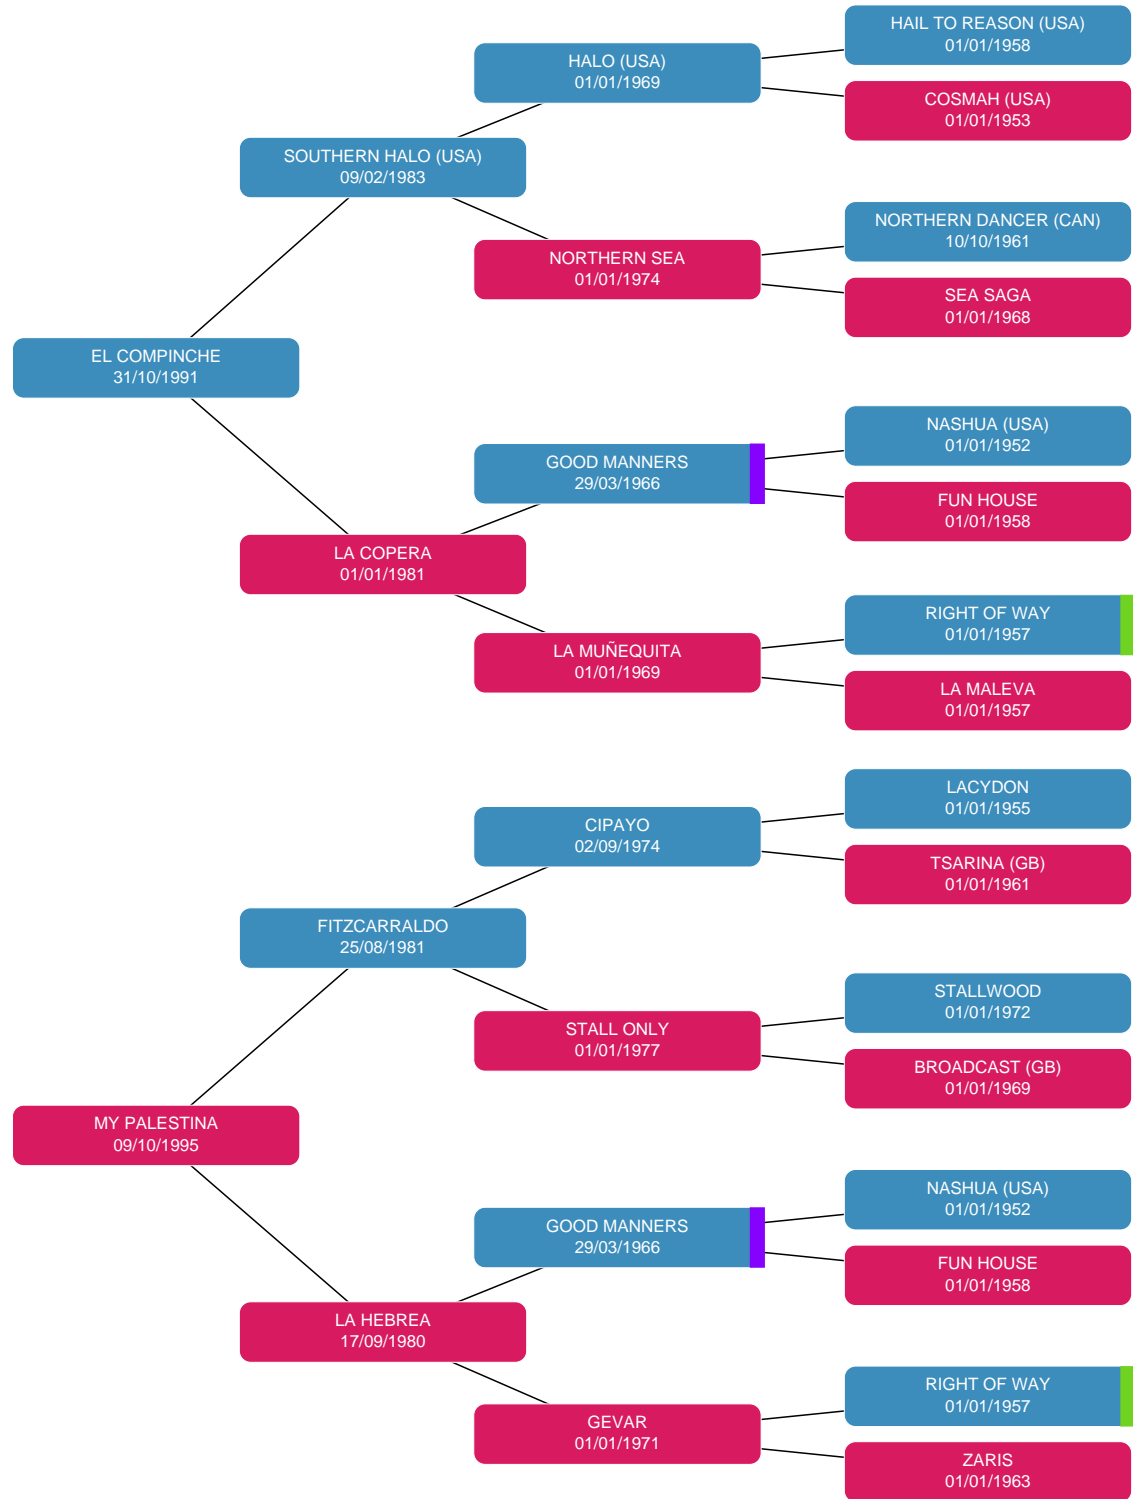 HAIL TO REASON (USA)
01/01/1958
HALO (USA)
01/01/1969
COSMAH (USA)
01/01/1953
SOUTHERN HALO (USA)
09/02/1983
NORTHERN DANCER (CAN)
10/10/1961
NORTHERN SEA
01/01/1974
SEA SAGA
01/01/1968
EL COMPINCHE
31/10/1991
NASHUA (USA)
01/01/1952
GOOD MANNERS
29/03/1966
FUN HOUSE
01/01/1958
LA COPERA
01/01/1981
RIGHT OF WAY
01/01/1957
LA MUÑEQUITA
01/01/1969
LA MALEVA
01/01/1957
LACYDON
01/01/1955
CIPAYO
02/09/1974
TSARINA (GB)
01/01/1961
FITZCARRALDO
25/08/1981
STALLWOOD
01/01/1972
STALL ONLY
01/01/1977
BROADCAST (GB)
01/01/1969
MY PALESTINA
09/10/1995
NASHUA (USA)
01/01/1952
GOOD MANNERS
29/03/1966
FUN HOUSE
01/01/1958
LA HEBREA
17/09/1980
RIGHT OF WAY
01/01/1957
GEVAR
01/01/1971
ZARIS
01/01/1963